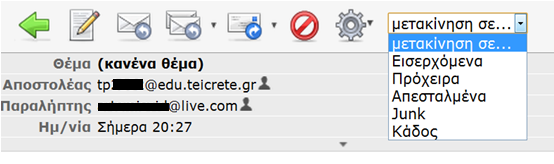 μετακίνηση σε...
μετακίνηση σε...
Εισερχόμενα
Πρόχειρα
Απεσταλμένα
Junk
Κάδος
Θέμα (κανένα θέμα)
Αποστολέας tp @edu.teicrete.gr
Παραλήπτης @live.com
Ημ/νία Σήμερα 20:27